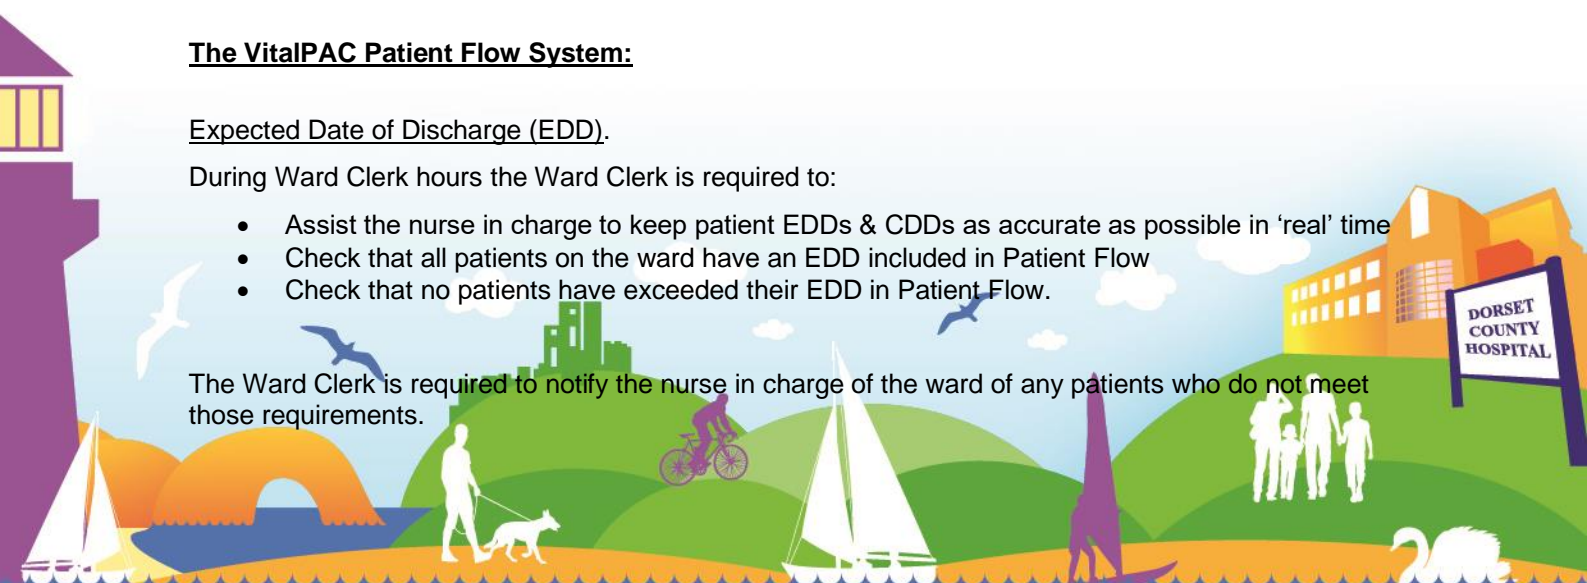 The VitalPAC Patient Flow System:
Expected Date of Discharge (EDD).
During Ward Clerk hours the Ward Clerk is required to:
• Assist the nurse in charge to keep patient EDDs & CDDs as accurate as possible in ‘real’ time
• Check that all patients on the ward have an EDD included in Patient Flow
• Check that no patients have exceeded their EDD in Patient Flow.
The Ward Clerk is required to notify the nurse in charge of the ward of any patients who do not meet
those requirements.
DORSET
COUNTY
HOSPITAL